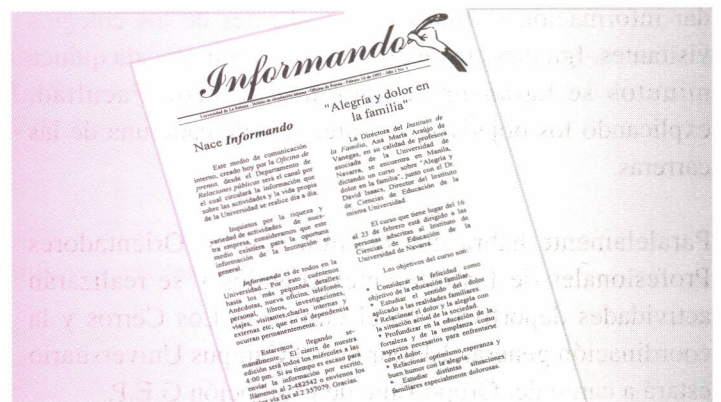 Informando
Universidad de La Sabana - Boletín de circulación interna - Oficina de Prensa - Febrero 18 de 1992 - Año 1 No. 1
Nace Informando
Este medio de comunicación
interno, creado hoy por la Oficina de
prensa, desde el Departamento de
Relaciones públicas será el canal por
el cual circulará la información que
sobre las actividades y la vida propia
de la Universidad se realice día a día.
Inquietos por la riqueza y
variedad de actividades de nues-
tra empresa, consideramos que este
medio existirá para la oportuna
información de la Institución en
general.
Informando es de todos en la
Universidad. Por esto cuéntenos
hasta los más pequeños detalles:
Anécdotas, nueva oficina, teléfonos,
personal, libros, investigaciones,
viajes, visitantes, charlas internas y
externas etc, que en su dependencia
ocurran permanentemente.
Estaremos llegando se-
manalmente. El cierre de nuestra
edición será todos los miércoles a las
4:00 pm. Si su tiempo es escaso para
enviar la información por escrito,
llámenos al 2-482542 o envíenos los
vía fax al 2 357079. Gracias.
"Alegría y dolor en
la familia"
La Directora del Instituto de
la Familia, Ana María Araújo de
Vanegas, en su calidad de profesora
asociada de la Universidad de
Navarra, se encuentra en Manila,
dictando un curso sobre "Alegría y
dolor en la familia", junto con el Dr.
David Isaacs, Director del Instituto
de Ciencias de Educación de la
misma Universidad.
El curso que tiene lugar del 16
al 23 de febrero está dirigido a las
personas adscritas al Instituto de
Ciencias de Educación de la
Universidad de Navarra.
Los objetivos del curso son:
* Considerar la felicidad como
objetivo de la educación familiar.
* Estudiar el sentido del dolor
aplicado a las realidades familiares.
* Relacionar el dolor y la alegría con
la situación actual de la sociedad.
* Profundizar en la educación de la
fortaleza y de la templanza como
aspectos necesarios para enfrentarse
con el dolor.
* Relacionar optimismo, esperanza y
buen humor con la alegría.
* Estudiar distintas situaciones
familiares especialmente dolorosas.